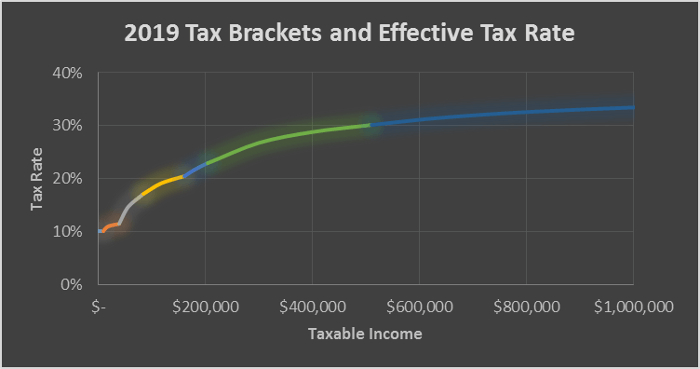 2019 Tax Brackets and Effective Tax Rate
40%
30%
20%
10%
0%
Tax Rate
$- $200,000 $400,000 $600,000 $800,000 $1,000,000
Taxable Income